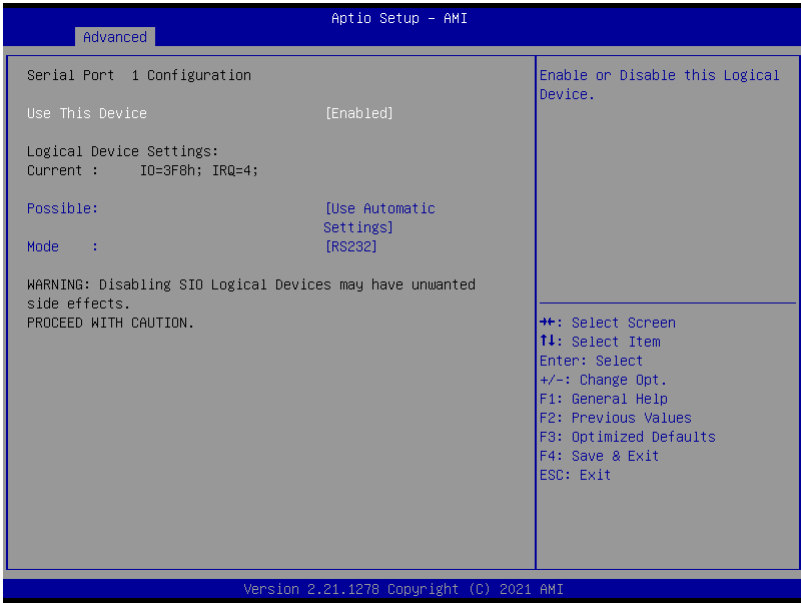 Aptio Setup – AMI
Advanced
Serial Port 1 Configuration
Use This Device [Enabled]
Logical Device Settings:
Current : IO=3F8h; IRQ=4;
Possible: [Use Automatic
Settings]
Mode : [RS232]
WARNING: Disabling SIO Logical Devices may have unwanted
side effects.
PROCEED WITH CAUTION.
Enable or Disable this Logical
Device.
→←: Select Screen
↑↓: Select Item
Enter: Select
+/-: Change Opt.
F1: General Help
F2: Previous Values
F3: Optimized Defaults
F4: Save & Exit
ESC: Exit
Version 2.21.1278 Copyright (C) 2021 AMI